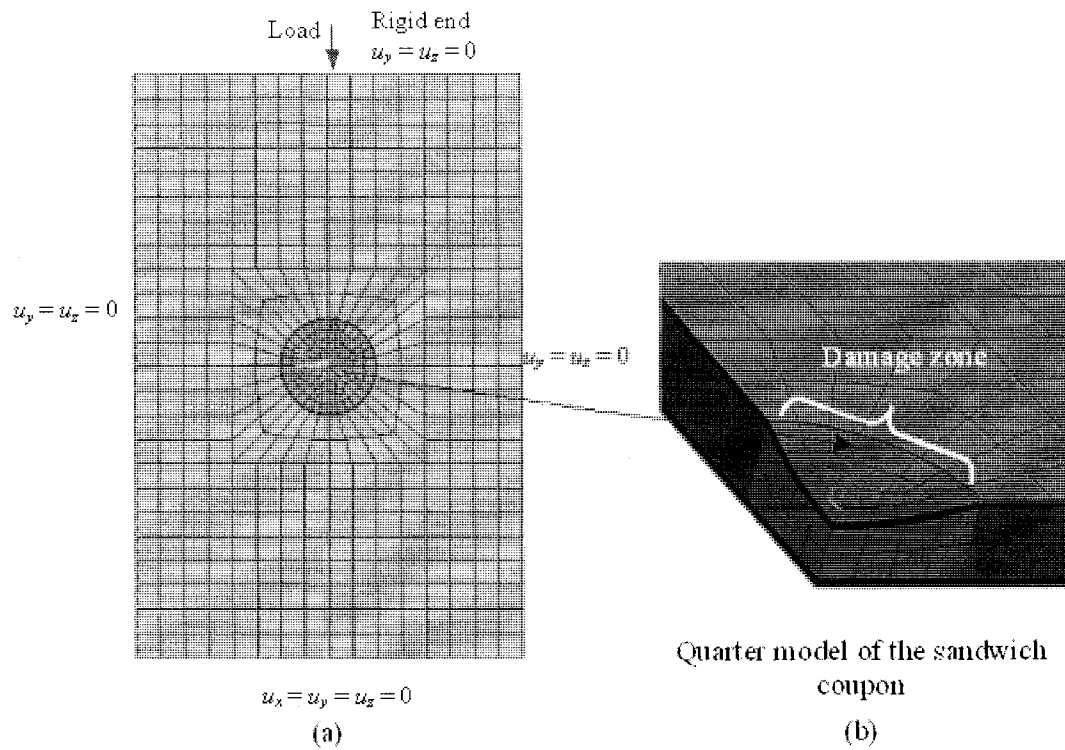 Load
Rigid end
u_y = u_z = 0
u_y = u_z = 0
u_y = u_z = 0
Damage zone
u_x = u_y = u_z = 0
(a)
Quarter model of the sandwich
coupon
(b)